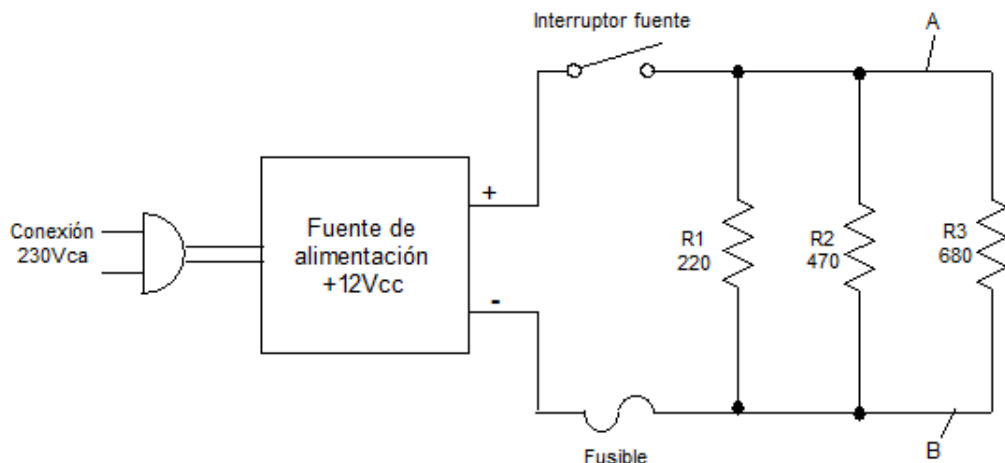 Interruptor fuente
A
Conexión
230Vca
Fuente de
alimentación
+12Vcc
+
-
R1
220
R2
470
R3
680
Fusible
B